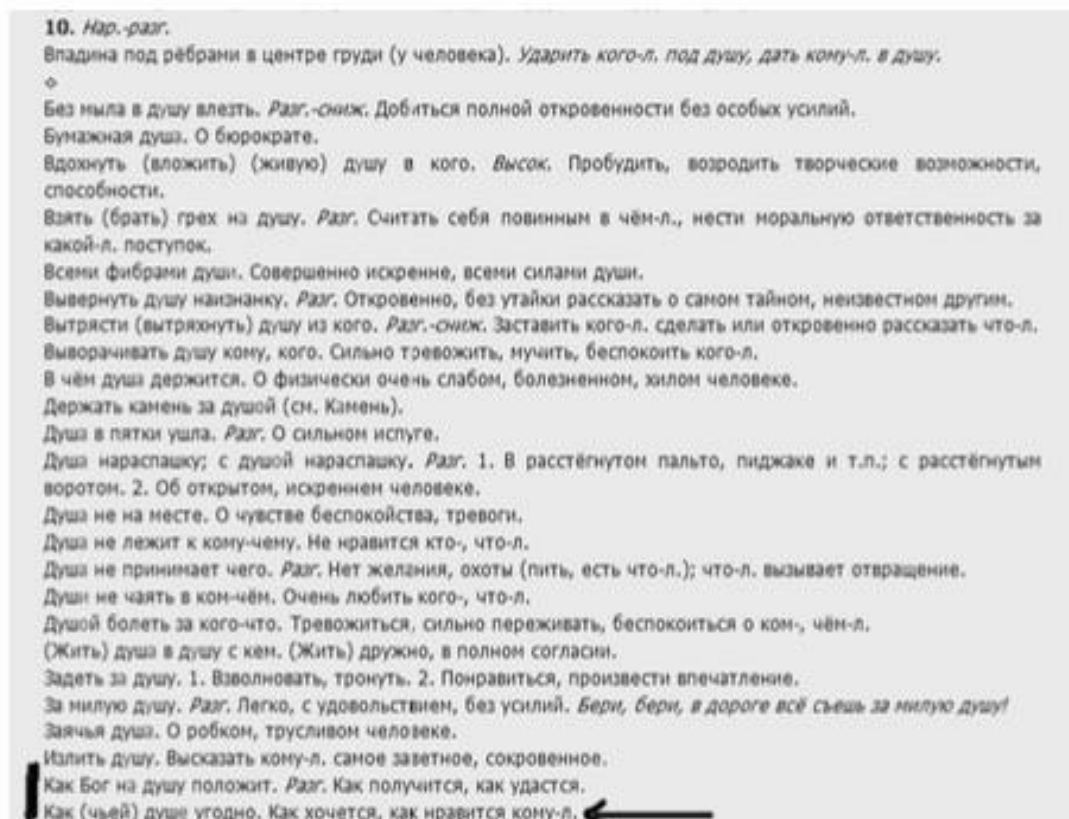 10. Нар.-разг.
Впадина под рёбрами в центре груди (у человека). Ударить кого-л. под душу, дать кому-л. в душу.
◇
Без мыла в душу влезть. Разг.-сниж. Добиться полной откровенности без особых усилий.
Бумажная душа. О бюрократе.
Вдохнуть (вложить) (живую) душу в кого. Высок. Пробудить, возродить творческие возможности,
способности.
Взять (брать) грех на душу. Разг. Считать себя повинным в чём-л., нести моральную ответственность за
какой-л. поступок.
Всеми фибрами души. Совершенно искренне, всеми силами души.
Вывернуть душу наизнанку. Разг. Откровенно, без утайки рассказать о самом тайном, неизвестном другим.
Вытрясти (вытряхнуть) душу из кого. Разг.-сниж. Заставить кого-л. сделать или откровенно рассказать что-л.
Выворачивать душу кому, кого. Сильно тревожить, мучить, беспокоить кого-л.
В чём душа держится. О физически очень слабом, болезненном, хилом человеке.
Держать камень за душой (см. Камень).
Душа в пятки ушла. Разг. О сильном испуге.
Душа нараспашку; с душой нараспашку. Разг. 1. В расстёгнутом пальто, пиджаке и т.п.; с расстёгнутым
воротом. 2. Об открытом, искреннем человеке.
Душа не на месте. О чувстве беспокойства, тревоги.
Душа не лежит к кому-чему. Не нравится кто-, что-л.
Душа не принимает чего. Разг. Нет желания, охоты (пить, есть что-л.); что-л. вызывает отвращение.
Души не чаять в ком-чём. Очень любить кого-, что-л.
Душой болеть за кого-что. Тревожиться, сильно переживать, беспокоиться о ком-, чём-л.
(Жить) душа в душу с кем. (Жить) дружно, в полном согласии.
Задеть за душу. 1. Взволновать, тронуть. 2. Понравиться, произвести впечатление.
За милую душу. Разг. Легко, с удовольствием, без усилий. Бери, бери, в дороге всё съешь за милую душу!
Заячья душа. О робком, трусливом человеке.
Излить душу. Высказать кому-л. самое заветное, сокровенное.
Как Бог на душу положит. Разг. Как получится, как удастся.
Как (чьей) душе угодно. Как хочется, как нравится кому-л.